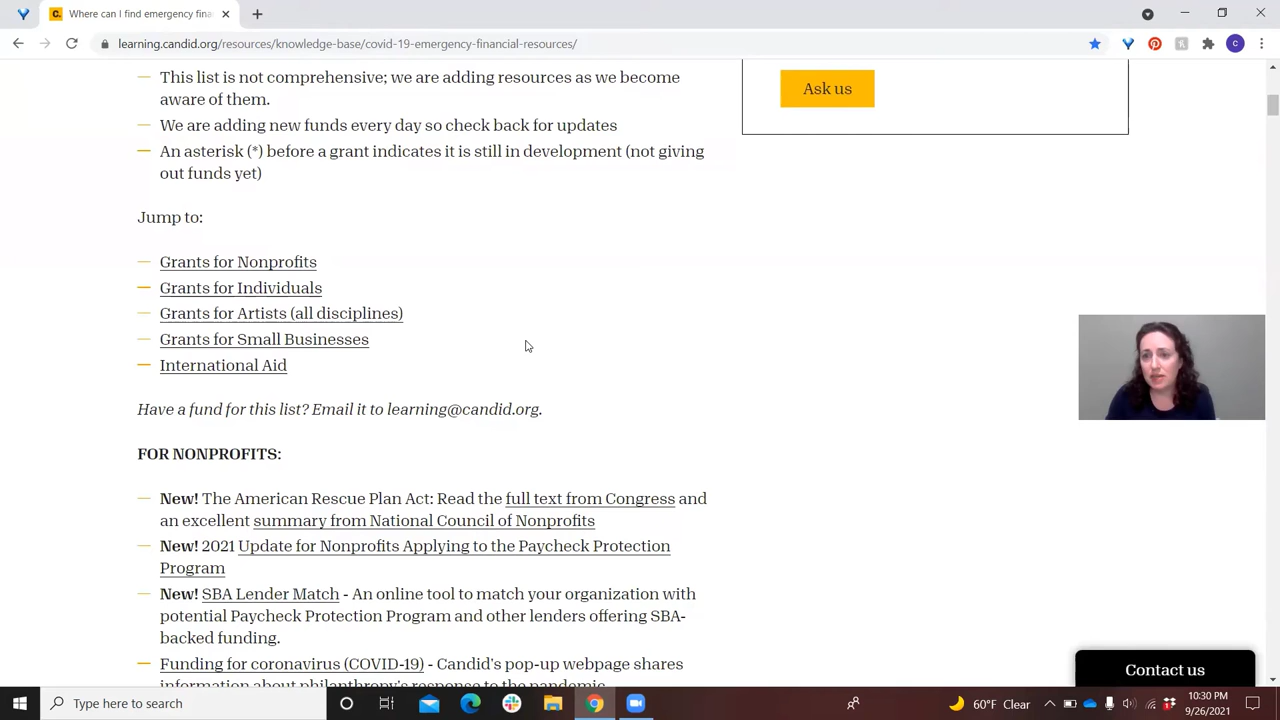 Where can I find emergency fina
learning.candid.org/resources/knowledge-base/covid-19-emergency-financial-resources/
This list is not comprehensive; we are adding resources as we become
aware of them.
We are adding new funds every day so check back for updates
An asterisk (*) before a grant indicates it is still in development (not giving
out funds yet)
Ask us
Jump to:
Grants for Nonprofits
Grants for Individuals
Grants for Artists (all disciplines)
Grants for Small Businesses
International Aid
Have a fund for this list? Email it to learning@candid.org.
FOR NONPROFITS:
New! The American Rescue Plan Act: Read the full text from Congress and
an excellent summary from National Council of Nonprofits
New! 2021 Update for Nonprofits Applying to the Paycheck Protection
Program
New! SBA Lender Match - An online tool to match your organization with
potential Paycheck Protection Program and other lenders offering SBA-
backed funding.
Funding for coronavirus (COVID-19) - Candid's pop-up webpage shares
information about philanthropy's response to the pandemic.
Contact us
Type here to search
60°F Clear
10:30 PM
9/26/2021